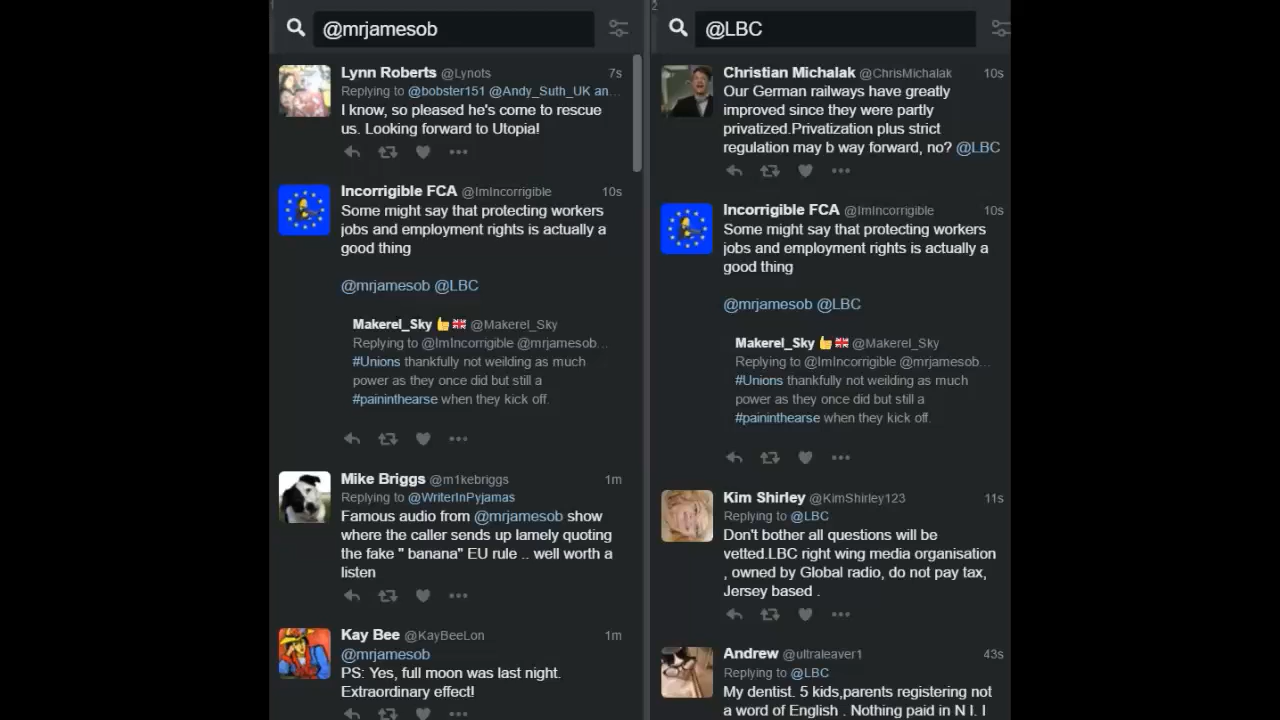 1
@mrjamesob
Lynn Roberts @Lynots 7s
Replying to @bobster151 @Andy_Suth_UK an...
I know, so pleased he's come to rescue
us. Looking forward to Utopia!
Incorrigible FCA @ImIncorrigible 10s
Some might say that protecting workers
jobs and employment rights is actually a
good thing
@mrjamesob @LBC
Makerel_Sky 👍🇬🇧 @Makerel_Sky
Replying to @ImIncorrigible @mrjamesob...
#Unions thankfully not weilding as much
power as they once did but still a
#paininthearse when they kick off.
Mike Briggs @m1kebriggs 1m
Replying to @WriterInPyjamas
Famous audio from @mrjamesob show
where the caller sends up lamely quoting
the fake " banana" EU rule .. well worth a
listen
Kay Bee @KayBeeLon 1m
@mrjamesob
PS: Yes, full moon was last night.
Extraordinary effect!
2
@LBC
Christian Michalak @ChrisMichalak 10s
Our German railways have greatly
improved since they were partly
privatized.Privatization plus strict
regulation may b way forward, no? @LBC
Incorrigible FCA @ImIncorrigible 10s
Some might say that protecting workers
jobs and employment rights is actually a
good thing
@mrjamesob @LBC
Makerel_Sky 👍🇬🇧 @Makerel_Sky
Replying to @ImIncorrigible @mrjamesob...
#Unions thankfully not weilding as much
power as they once did but still a
#paininthearse when they kick off.
Kim Shirley @KimShirley123 11s
Replying to @LBC
Don't bother all questions will be
vetted.LBC right wing media organisation
, owned by Global radio, do not pay tax,
Jersey based .
Andrew @ultraleaver1 43s
Replying to @LBC
My dentist. 5 kids,parents registering not
a word of English . Nothing paid in N I. I